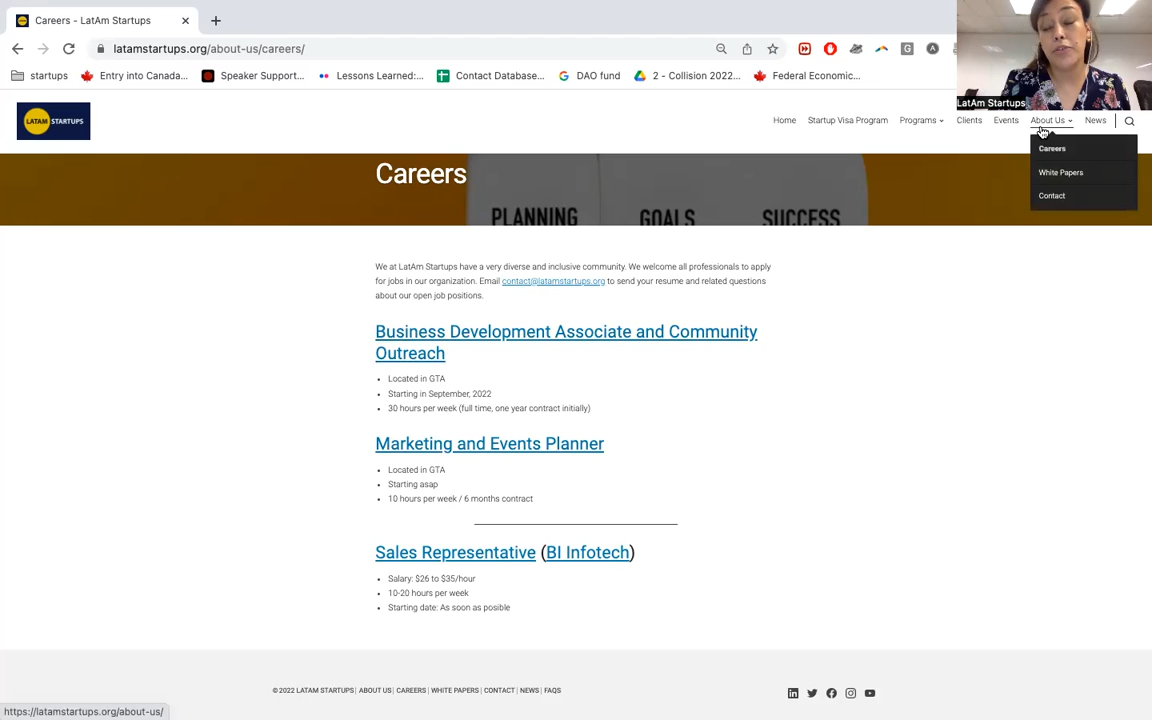 Careers - LatAm Startups
latamstartups.org/about-us/careers/
startups
Entry into Canada...
Speaker Support...
Lessons Learned:...
Contact Database...
DAO fund
2 - Collision 2022...
Federal Economic...
LatAm Startups
LATAM STARTUPS
Home
Startup Visa Program
Programs
Clients
Events
About Us
News
Careers
White Papers
Contact
Careers
PLANNING
GOALS
SUCCESS
We at LatAm Startups have a very diverse and inclusive community. We welcome all professionals to apply
for jobs in our organization. Email contact@latamstartups.org to send your resume and related questions
about our open job positions.
Business Development Associate and Community
Outreach
Located in GTA
Starting in September, 2022
30 hours per week (full time, one year contract initially)
Marketing and Events Planner
Located in GTA
Starting asap
10 hours per week / 6 months contract
Sales Representative (BI Infotech)
Salary: $26 to $35/hour
10-20 hours per week
Starting date: As soon as posible
© 2022 LATAM STARTUPS| ABOUT US | CAREERS | WHITE PAPERS | CONTACT | NEWS | FAQS
https://latamstartups.org/about-us/